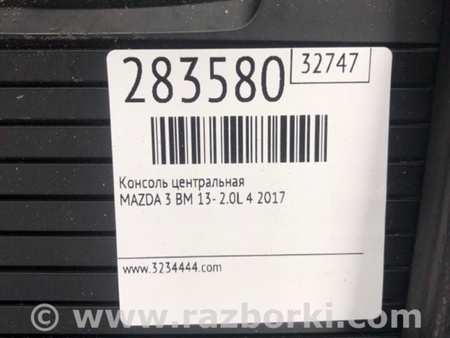 283580
32747
Консоль центральная
MAZDA 3 BM 13- 2.0L 4 2017
www.3234444.com
© www.razborki.com